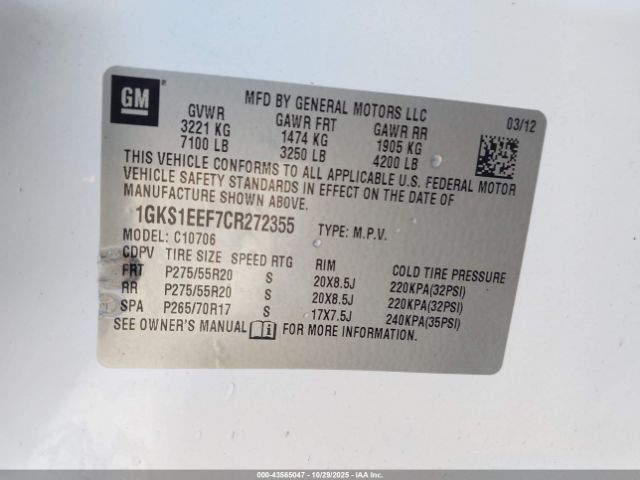 GM
MFD BY GENERAL MOTORS LLC
03/12
GVWR GAWR FRT GAWR RR
3221 KG 1474 KG 1905 KG
7100 LB 3250 LB 4200 LB
THIS VEHICLE CONFORMS TO ALL APPLICABLE U.S. FEDERAL MOTOR
VEHICLE SAFETY STANDARDS IN EFFECT ON THE DATE OF
MANUFACTURE SHOWN ABOVE.
1GKS1EEF7CR272355 TYPE: M.P.V.
MODEL: C10706
CDPV TIRE SIZE SPEED RTG RIM COLD TIRE PRESSURE
FRT P275/55R20 S 20X8.5J 220KPA(32PSI)
RR P275/55R20 S 20X8.5J 220KPA(32PSI)
SPA P265/70R17 S 17X7.5J 240KPA(35PSI)
SEE OWNER'S MANUAL FOR MORE INFORMATION.
000-43565047 - 10/29/2025 - IAAI.COM